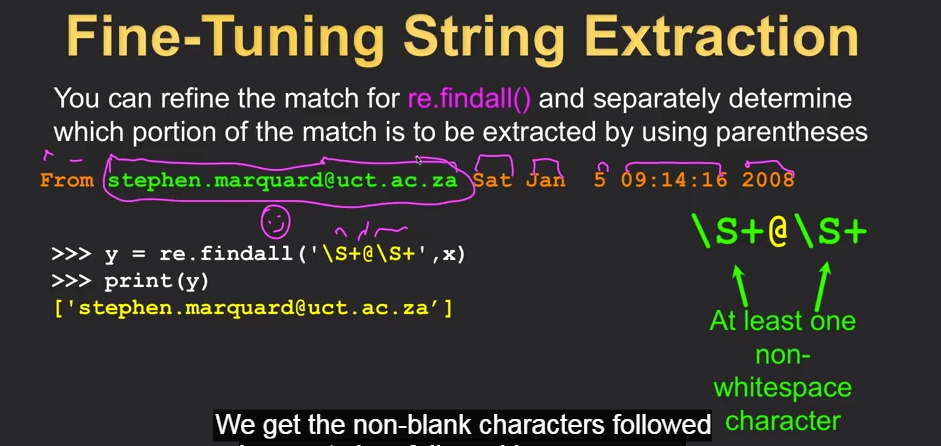 Fine-Tuning String Extraction
You can refine the match for re.findall() and separately determine
which portion of the match is to be extracted by using parentheses
From stephen.marquard@uct.ac.za Sat Jan  5 09:14:16 2008
>>> y = re.findall('\S+@\S+',x)
>>> print(y)
['stephen.marquard@uct.ac.za’]
\S+@\S+
At least one
non-
whitespace
character
We get the non-blank characters followed